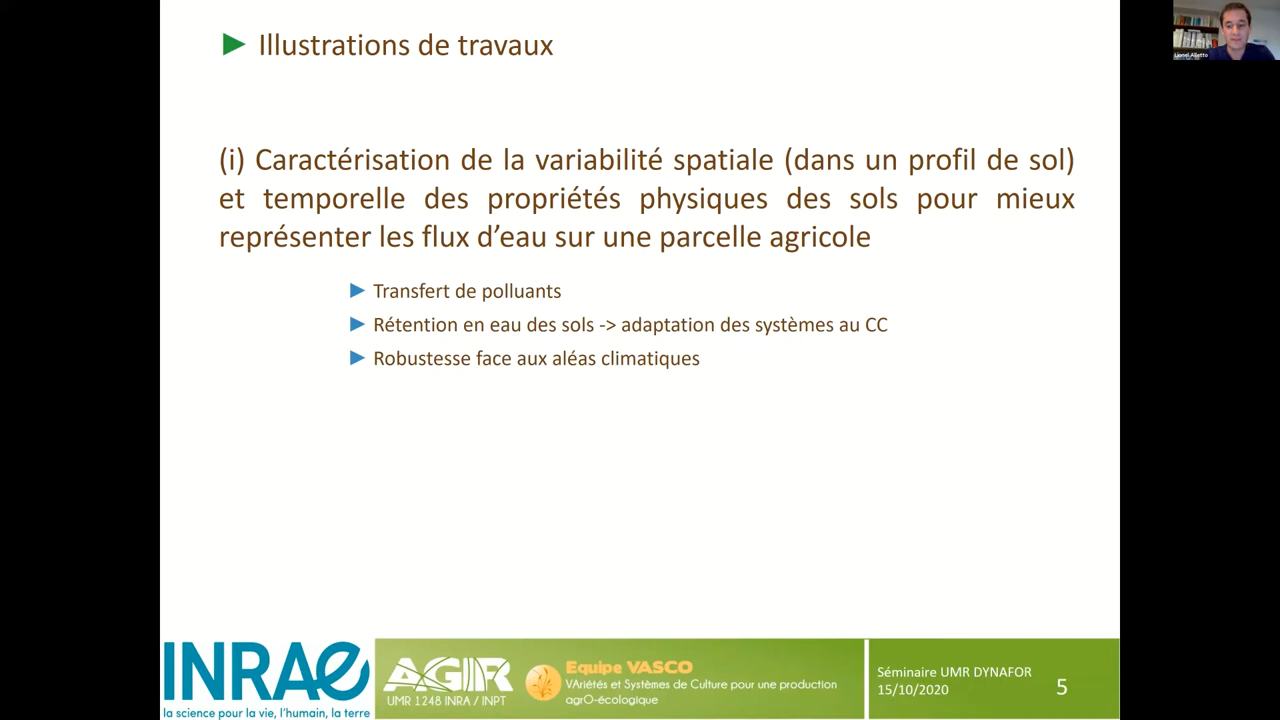 Illustrations de travaux
Lionel Alletto
(i) Caractérisation de la variabilité spatiale (dans un profil de sol)
et temporelle des propriétés physiques des sols pour mieux
représenter les flux d’eau sur une parcelle agricole
Transfert de polluants
Rétention en eau des sols -> adaptation des systèmes au CC
Robustesse face aux aléas climatiques
INRAE
la science pour la vie, l’humain, la terre
AGIR
UMR 1248 INRA / INPT
Equipe VASCO
VAriétés et Systèmes de Culture pour une production
agrO-écologique
Séminaire UMR DYNAFOR
15/10/2020
5